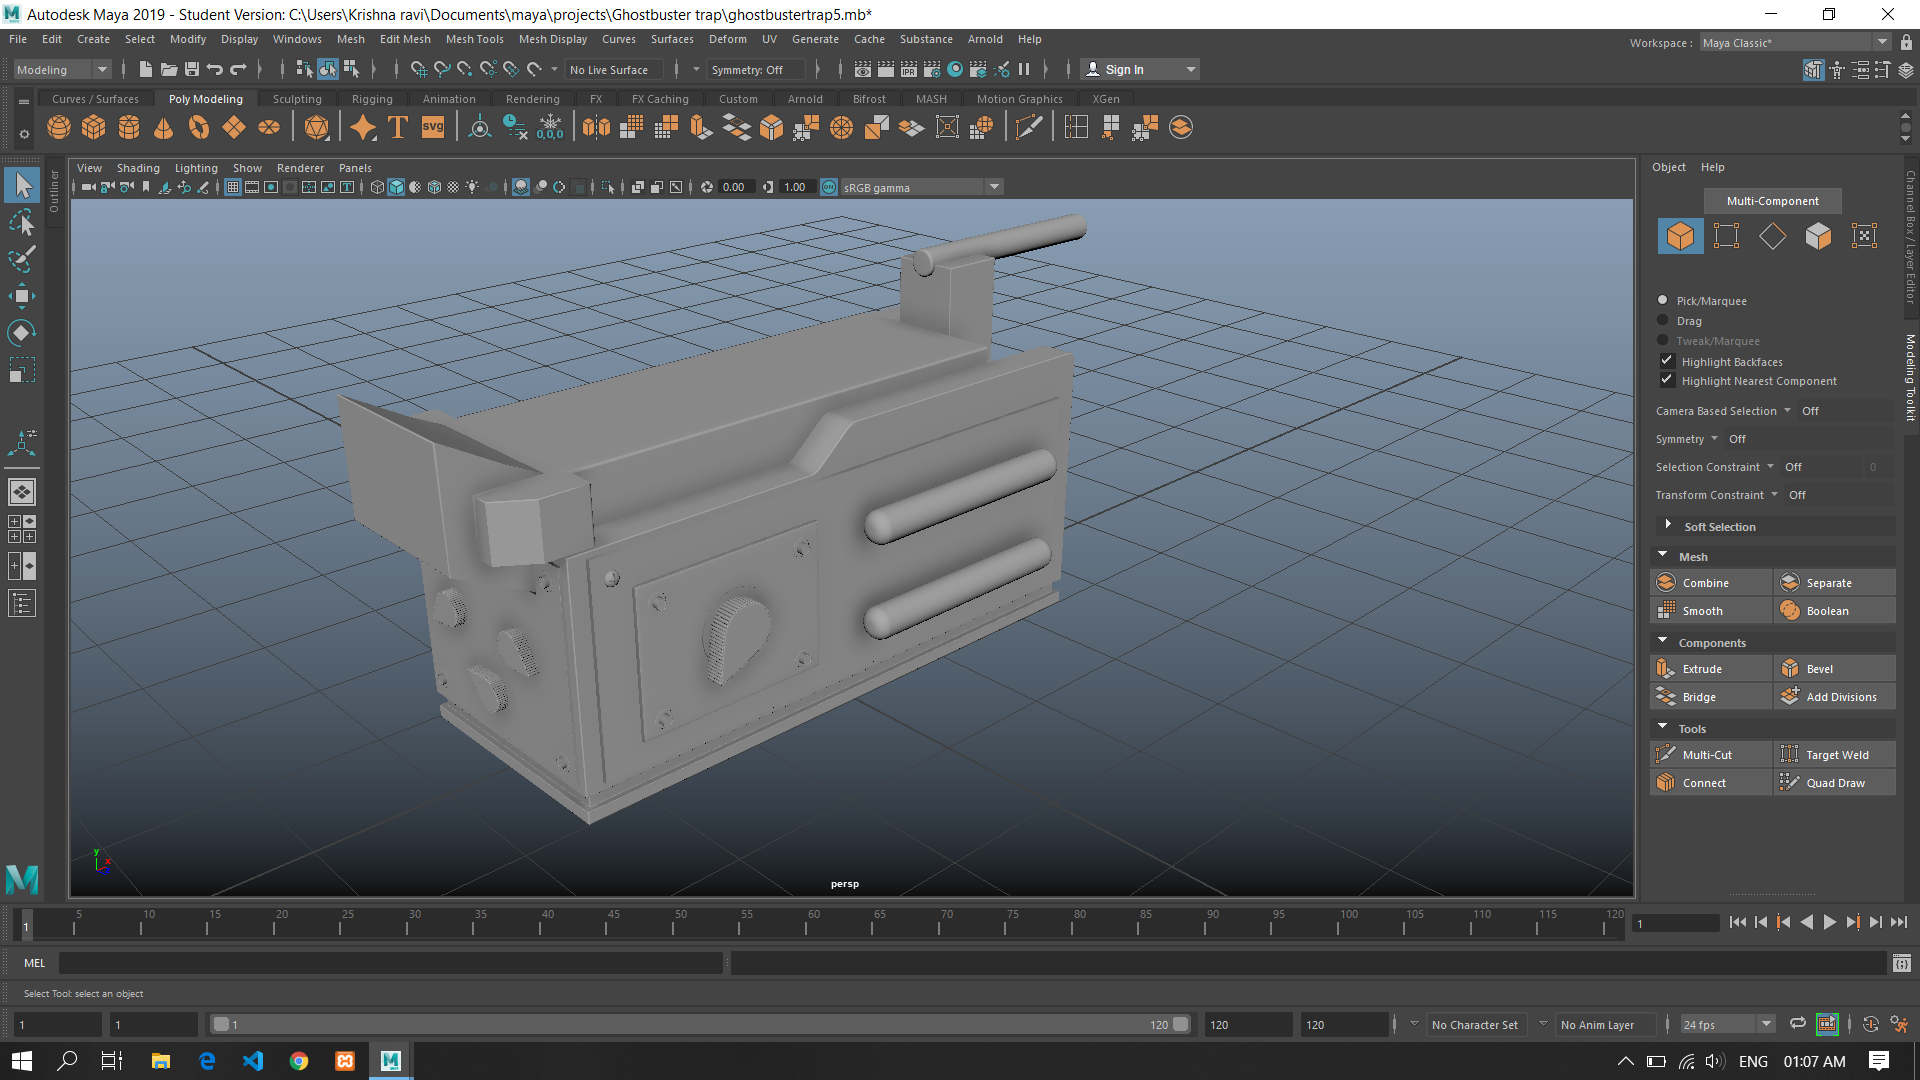 Autodesk Maya 2019 - Student Version: C:\Users\Krishna ravi\Documents\maya\projects\Ghostbuster trap\ghostbustertrap5.mb*
File Edit Create Select Modify Display Windows Mesh Edit Mesh Mesh Tools Mesh Display Curves Surfaces Deform UV Generate Cache Substance Arnold Help
Workspace : Maya Classic*
Modeling No Live Surface Symmetry: Off IPR Sign In
Curves / Surfaces Poly Modeling Sculpting Rigging Animation Rendering FX FX Caching Custom Arnold Bifrost MASH Motion Graphics XGen
T SVG 0,0,0
View Shading Lighting Show Renderer Panels
0.00 1.00 ON sRGB gamma
Outliner
persp
y x
Object Help
Multi-Component
Pick/Marquee
Drag
Tweak/Marquee
Highlight Backfaces
Highlight Nearest Component
Camera Based Selection Off
Symmetry Off
Selection Constraint Off 0
Transform Constraint Off
Soft Selection
Mesh
Combine Separate
Smooth Boolean
Components
Extrude Bevel
Bridge Add Divisions
Tools
Multi-Cut Target Weld
Connect Quad Draw
Channel Box / Layer Editor
Modeling Toolkit
1 5 10 15 20 25 30 35 40 45 50 55 60 65 70 75 80 85 90 95 100 105 110 115 120 1
MEL
Select Tool: select an object
1 1 1 120 120 120 No Character Set No Anim Layer 24 fps
ENG 01:07 AM